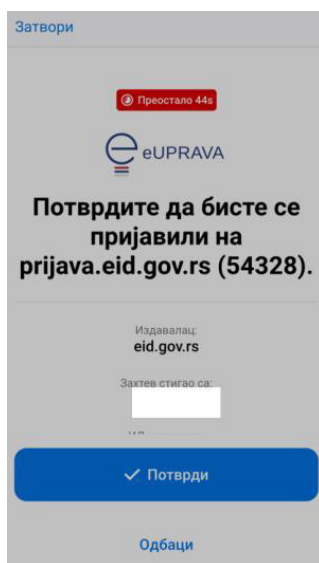 Затвори
Преостало 44s
eUPRAVA
Потврдите да бисте се
пријавили на
prijava.eid.gov.rs (54328).
Издавалац:
eid.gov.rs
Захтев стигао са:
Потврди
Одбаци